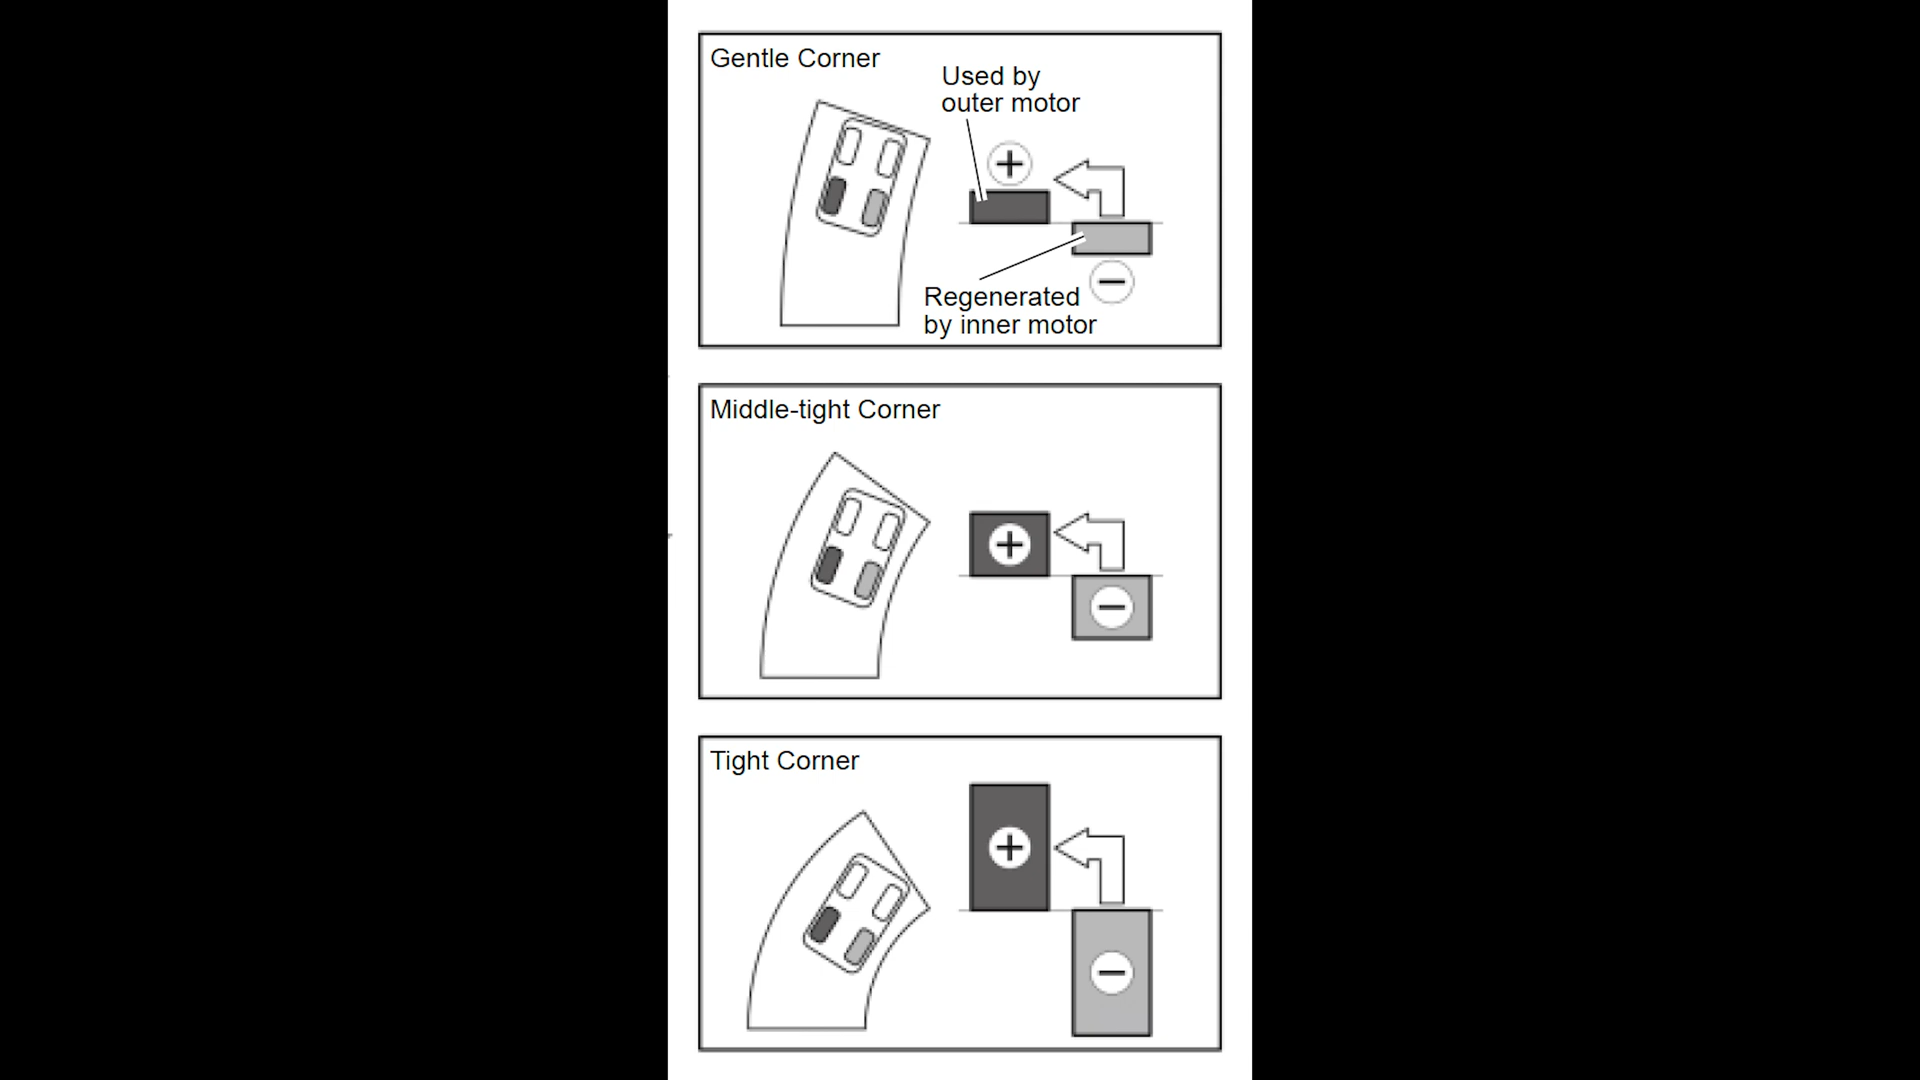 Gentle Corner
Used by
outer motor
+
Regenerated
by inner motor
−
Middle-tight Corner
+
−
Tight Corner
+
−